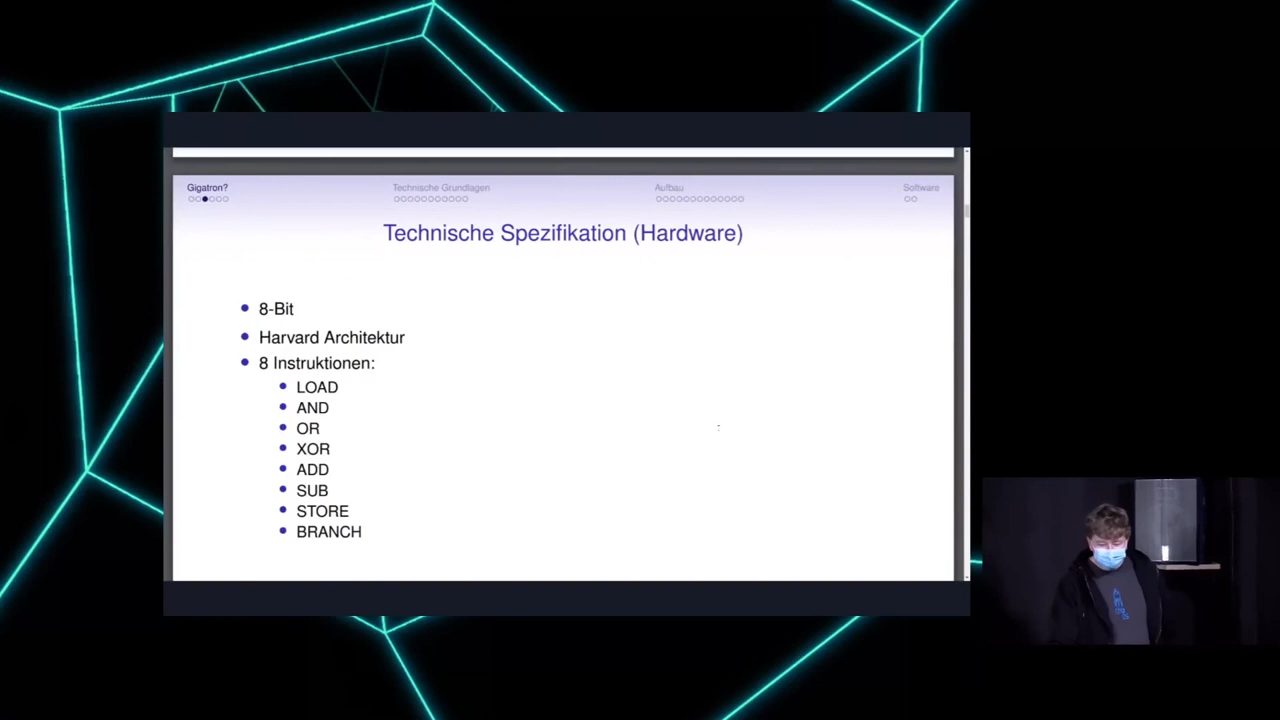 Gigatron?
Technische Grundlagen
Aufbau
Software
Technische Spezifikation (Hardware)
8-Bit
Harvard Architektur
8 Instruktionen:
LOAD
AND
OR
XOR
ADD
SUB
STORE
BRANCH